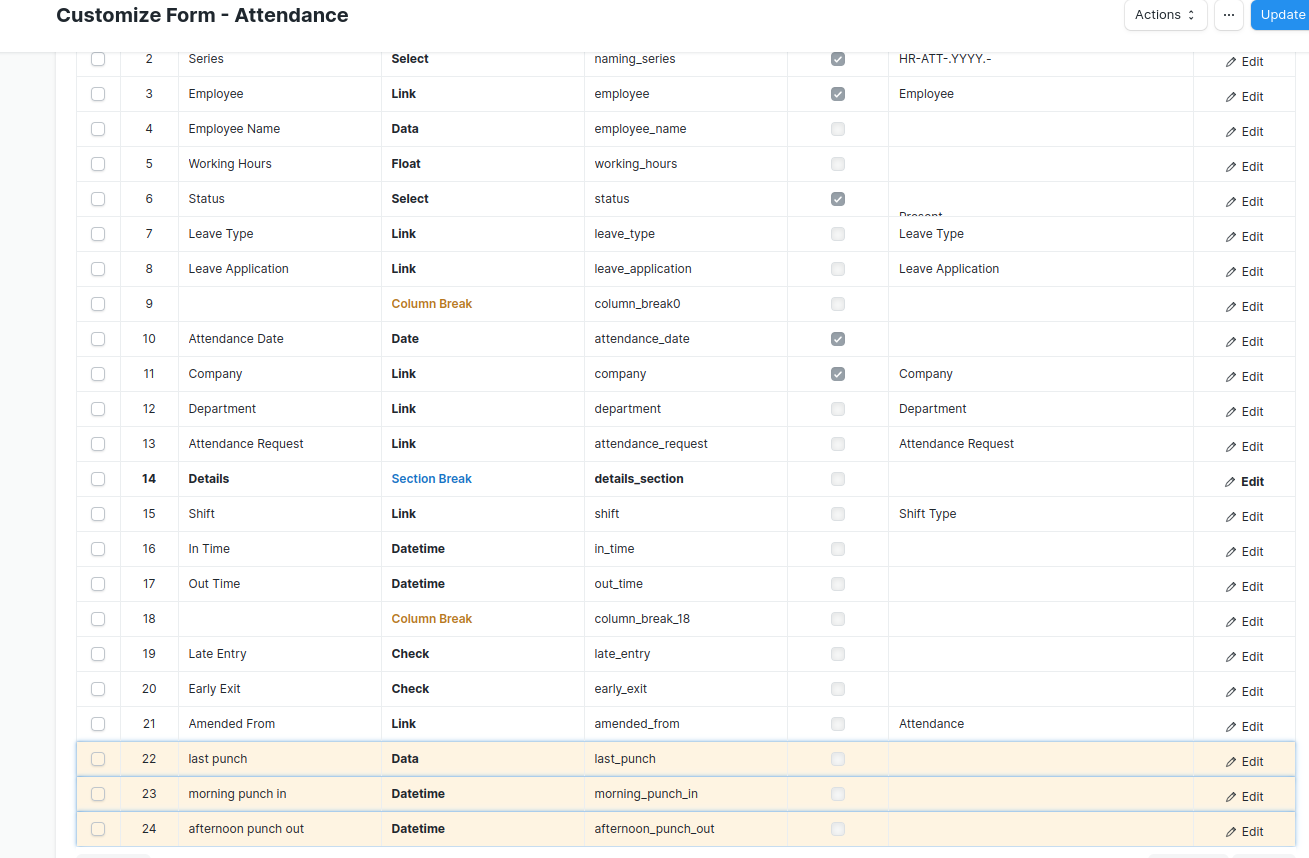 Customize Form - Attendance
Actions
...
Update
2 Series Select naming_series HR-ATT-.YYYY.- Edit
3 Employee Link employee Employee Edit
4 Employee Name Data employee_name Edit
5 Working Hours Float working_hours Edit
6 Status Select status Present Edit
7 Leave Type Link leave_type Leave Type Edit
8 Leave Application Link leave_application Leave Application Edit
9 Column Break column_break0 Edit
10 Attendance Date Date attendance_date Edit
11 Company Link company Company Edit
12 Department Link department Department Edit
13 Attendance Request Link attendance_request Attendance Request Edit
14 Details Section Break details_section Edit
15 Shift Link shift Shift Type Edit
16 In Time Datetime in_time Edit
17 Out Time Datetime out_time Edit
18 Column Break column_break_18 Edit
19 Late Entry Check late_entry Edit
20 Early Exit Check early_exit Edit
21 Amended From Link amended_from Attendance Edit
22 last punch Data last_punch Edit
23 morning punch in Datetime morning_punch_in Edit
24 afternoon punch out Datetime afternoon_punch_out Edit